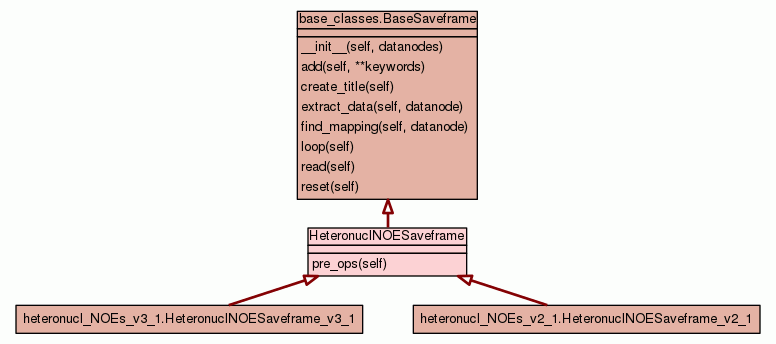 base_classes.BaseSaveframe
__init__(self, datanodes)
add(self, **keywords)
create_title(self)
extract_data(self, datanode)
find_mapping(self, datanode)
loop(self)
read(self)
reset(self)
HeteronuclNOESaveframe
pre_ops(self)
heteronucl_NOEs_v3_1.HeteronuclNOESaveframe_v3_1
heteronucl_NOEs_v2_1.HeteronuclNOESaveframe_v2_1